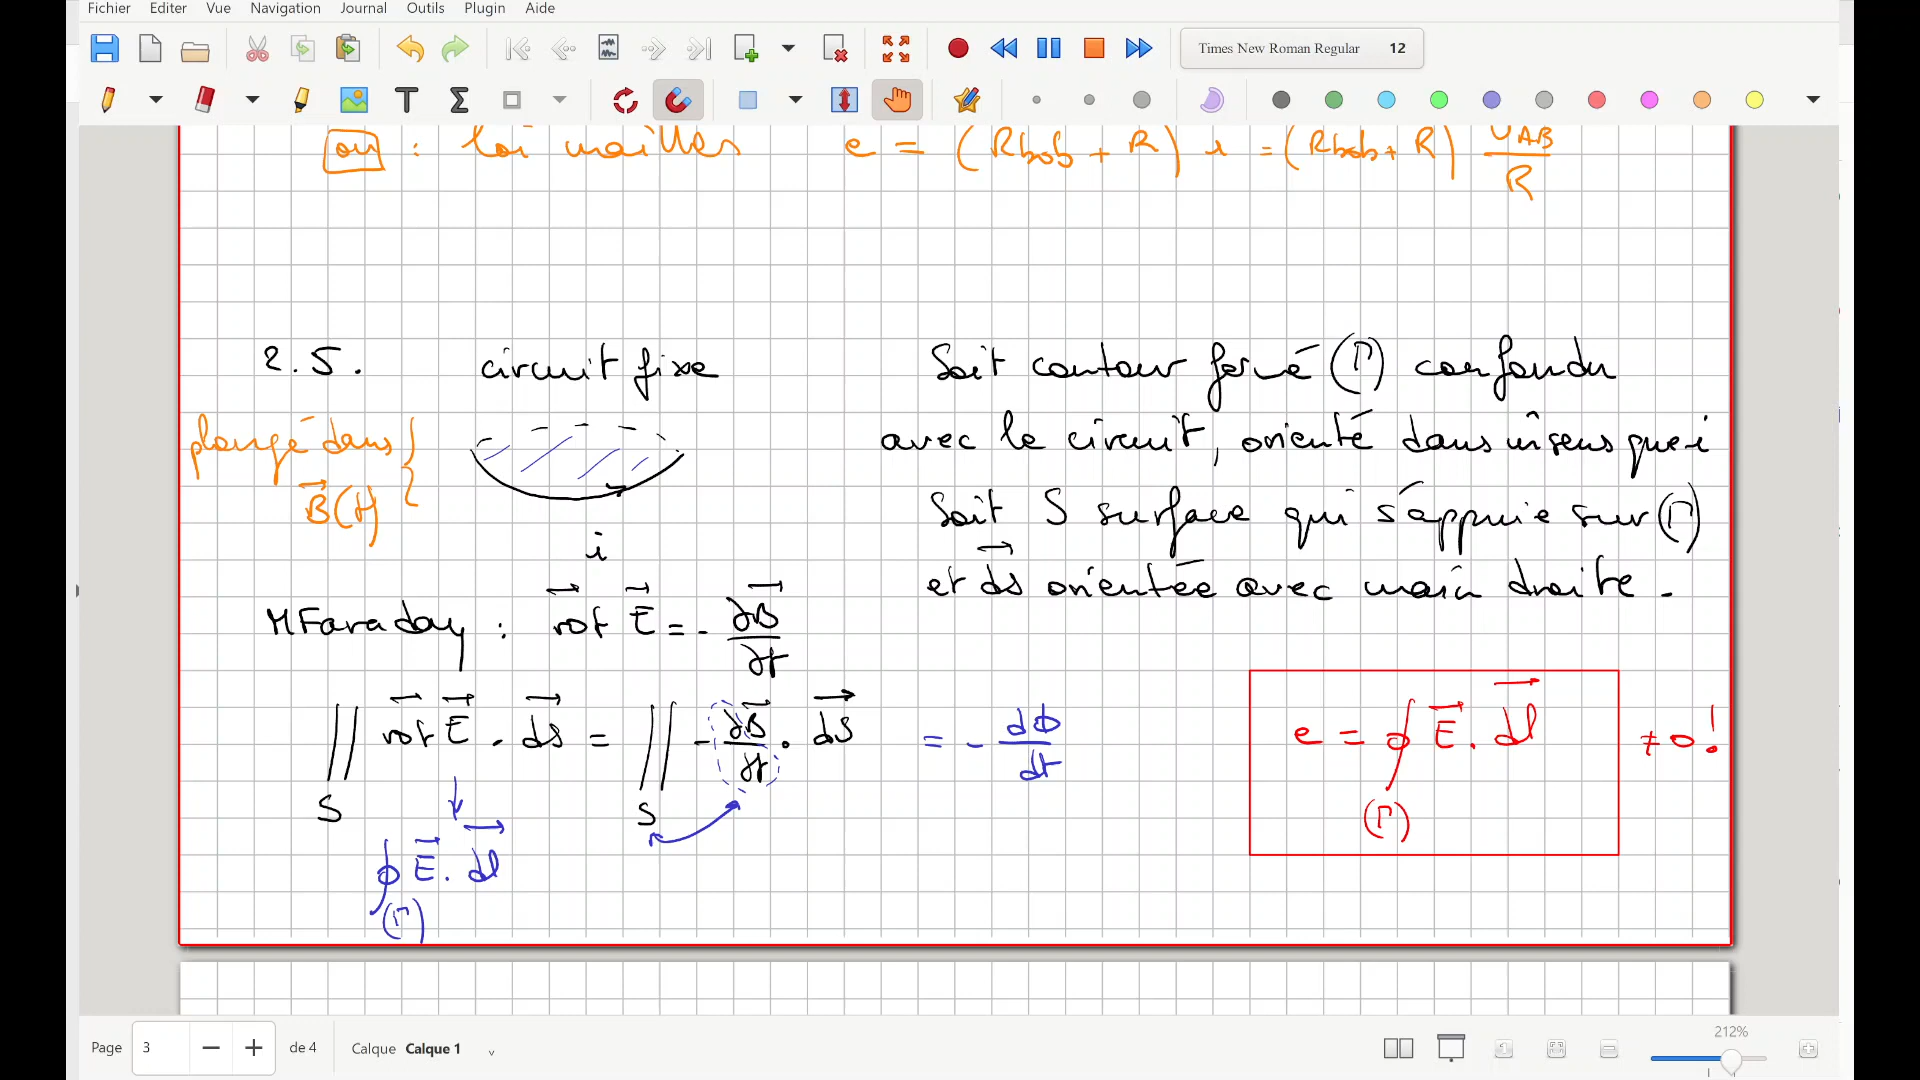 Fichier Editer Vue Navigation Journal Outils Plugin Aide
Times New Roman Regular 12
ou : loi mailles e = (Rbob + R) i = (Rbob + R) UAB / R
2.5. circuit fixe
plongé dans B(t)
i
Soit contour fermé (Γ) confondu
avec le circuit, orienté dans m̂ sens que i
Soit S surface qui s'appuie sur (Γ)
et dS orientée avec main droite.
MFaraday : rot E = - ∂B/∂t
∬S rot E . dS = ∬S - ∂B/∂t . dS = - dΦ/dt
∮(Γ) E . dl
e = ∮(Γ) E . dl ≠ 0 !
Page 3 − + de 4 Calque Calque 1
212%